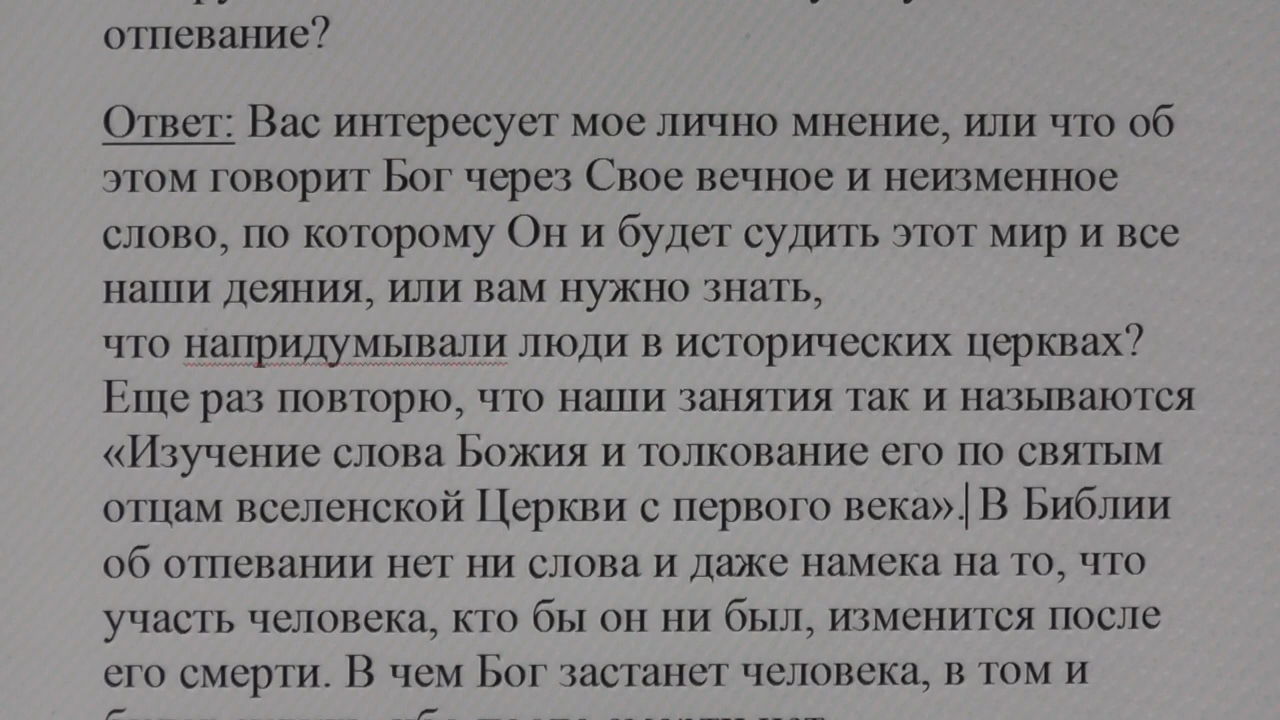 отпевание?
Ответ: Вас интересует мое лично мнение, или что об
этом говорит Бог через Свое вечное и неизменное
слово, по которому Он и будет судить этот мир и все
наши деяния, или вам нужно знать,
что напридумывали люди в исторических церквах?
Еще раз повторю, что наши занятия так и называются
«Изучение слова Божия и толкование его по святым
отцам вселенской Церкви с первого века». В Библии
об отпевании нет ни слова и даже намека на то, что
участь человека, кто бы он ни был, изменится после
его смерти. В чем Бог застанет человека, в том и